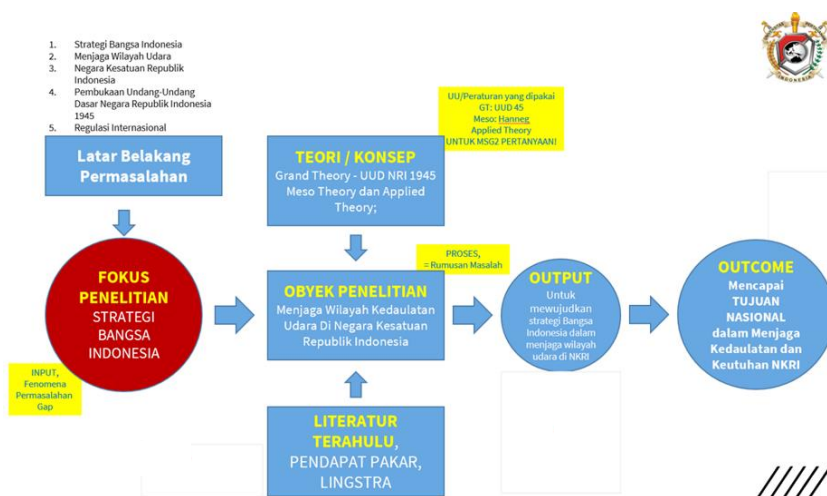 1. Strategi Bangsa Indonesia
2. Menjaga Wilayah Udara
3. Negara Kesatuan Republik
Indonesia
4. Pembukaan Undang-Undang
Dasar Negara Republik Indonesia
1945
5. Regulasi Internasional
Latar Belakang
Permasalahan
FOKUS
PENELITIAN
STRATEGI
BANGSA
INDONESIA
INPUT,
Fenomena
Permasalahan
Gap
TEORI / KONSEP
Grand Theory - UUD NRI 1945
Meso Theory dan Applied
Theory;
UU/Peraturan yang dipakai
GT: UUD 45
Meso: Hanneg
Applied Theory
UNTUK MSG2 PERTANYAAN!
OBYEK PENELITIAN
Menjaga Wilayah Kedaulatan
Udara Di Negara Kesatuan
Republik Indonesia
PROSES,
= Rumusan Masalah
LITERATUR
TERAHULU,
PENDAPAT PAKAR,
LINGSTRA
OUTPUT
Untuk
mewujudkan
strategi Bangsa
Indonesia dalam
menjaga wilayah
udara di NKRI
OUTCOME
Mencapai
TUJUAN
NASIONAL
dalam Menjaga
Kedaulatan dan
Keutuhan NKRI